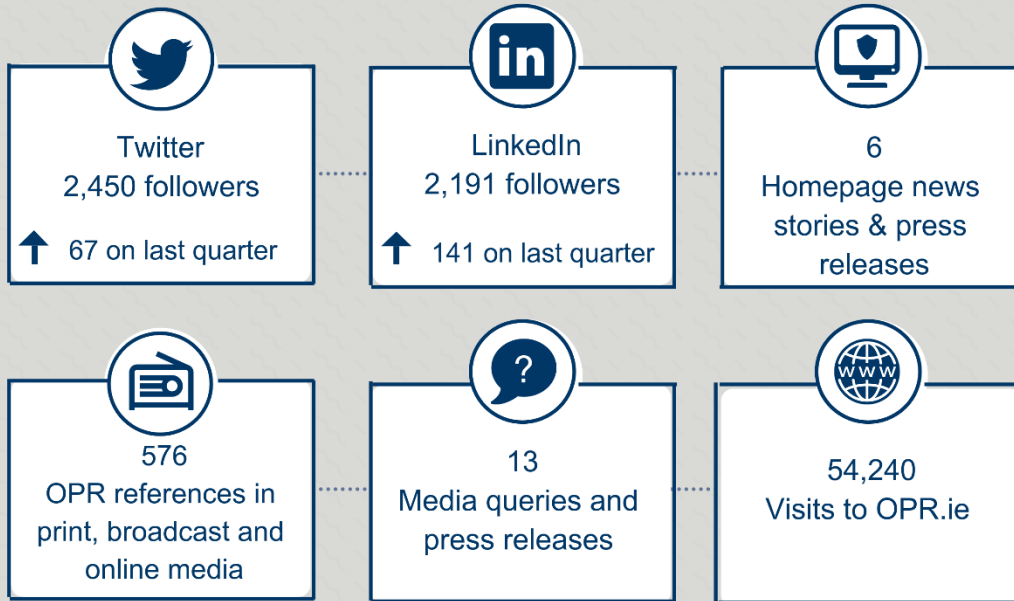 in
Twitter
2,450 followers
67 on last quarter
LinkedIn
2,191 followers
141 on last quarter
6
Homepage news
stories & press
releases
576
OPR references in
print, broadcast and
online media
?
13
Media queries and
press releases
www
54,240
Visits to OPR.ie